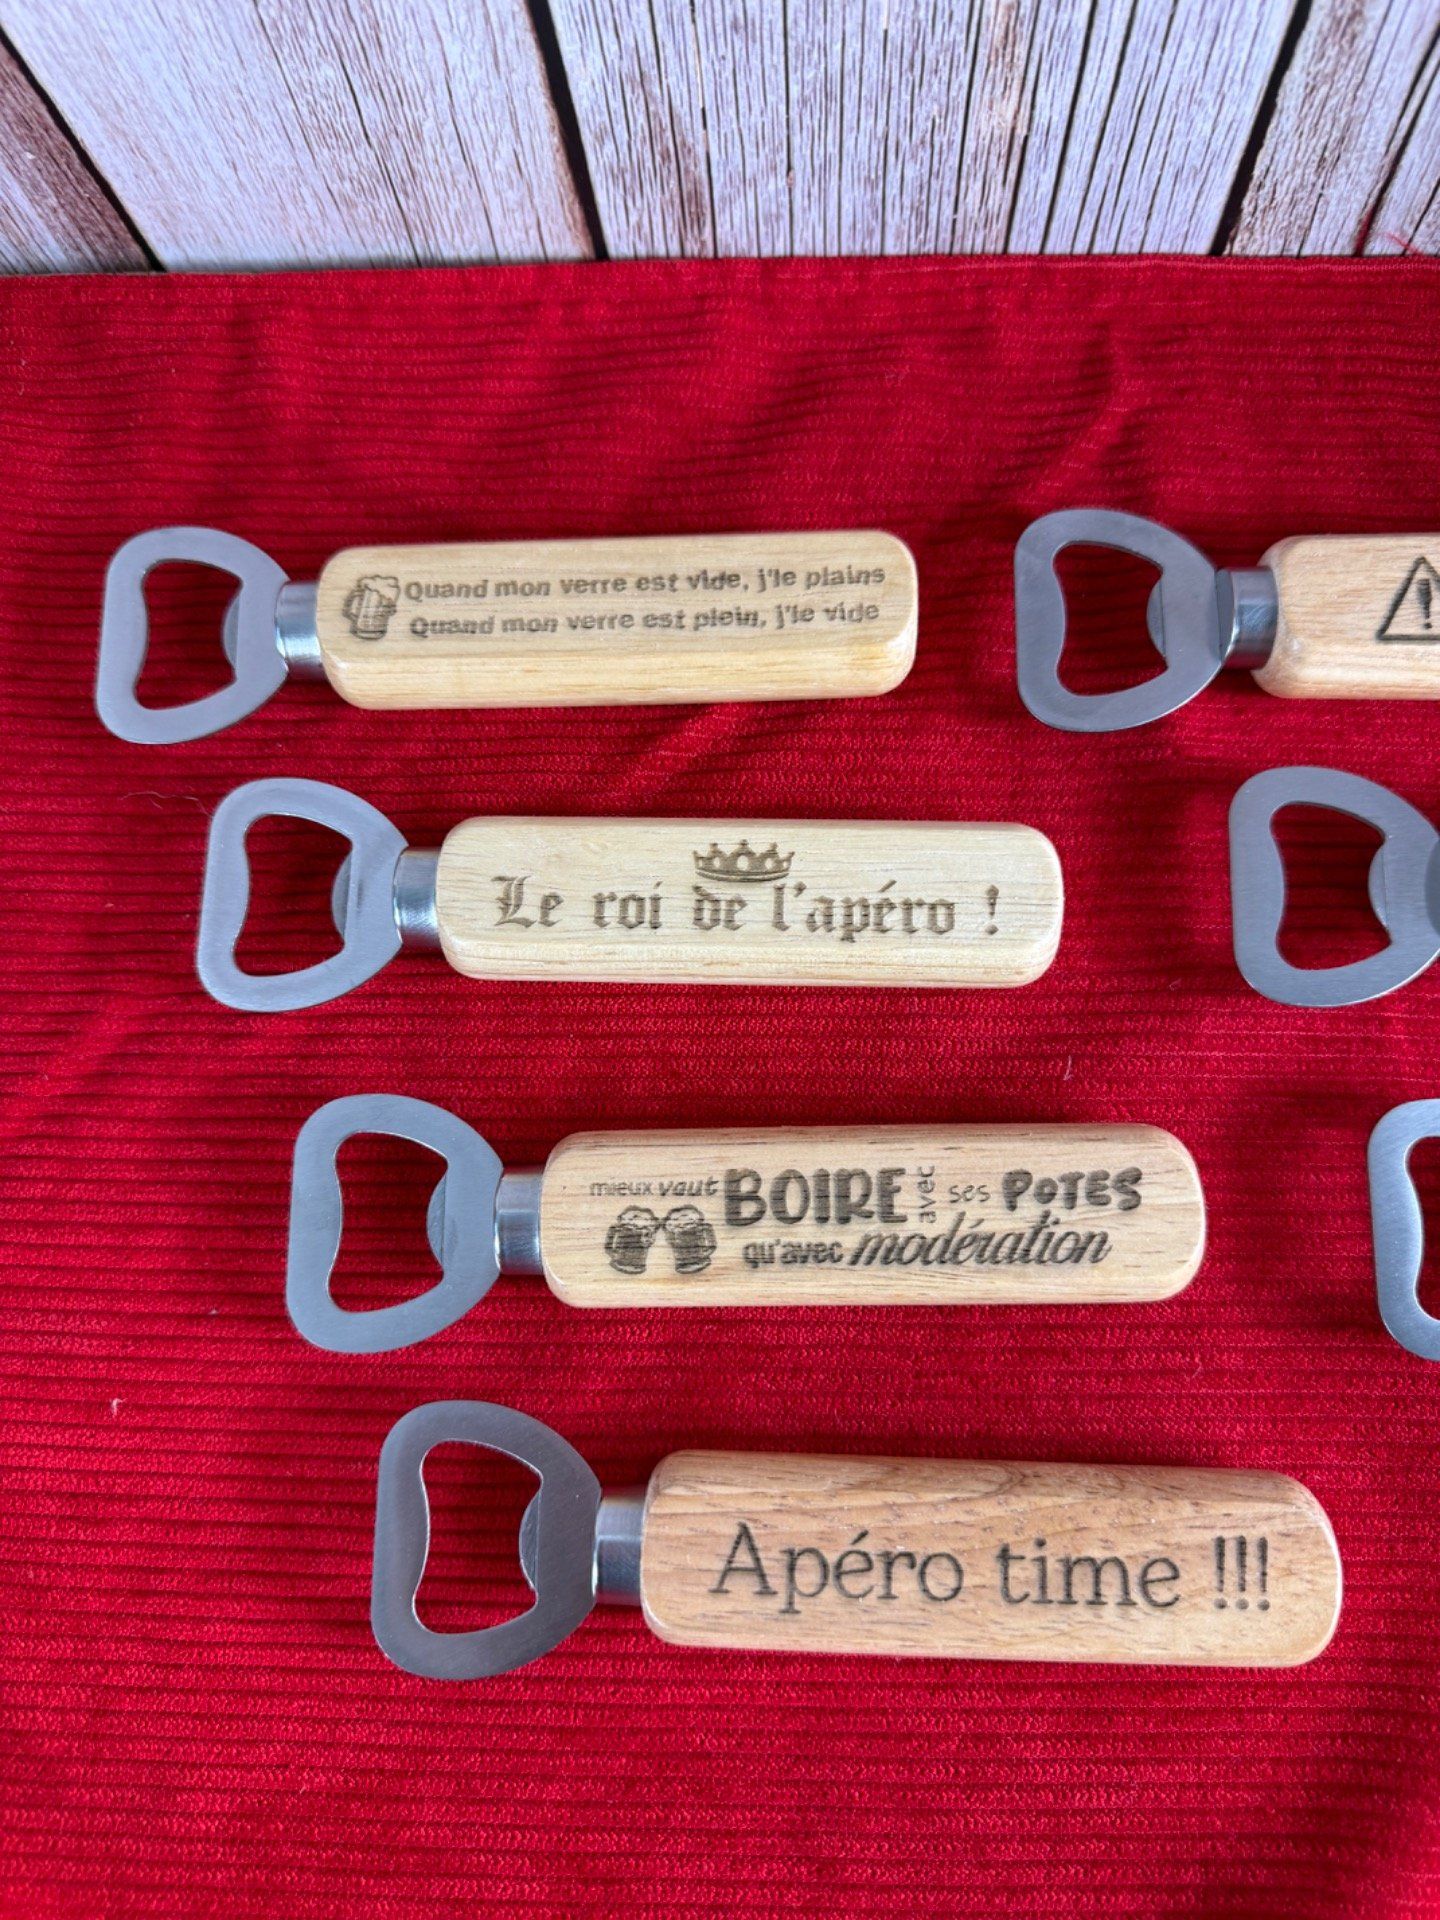 Quand mon verre est vide, j'le plains
Quand mon verre est plein, j'le vide
Le roi de l'apéro !
mieux vaut BOIRE avec ses POTES
qu'avec modération
Apéro time !!!